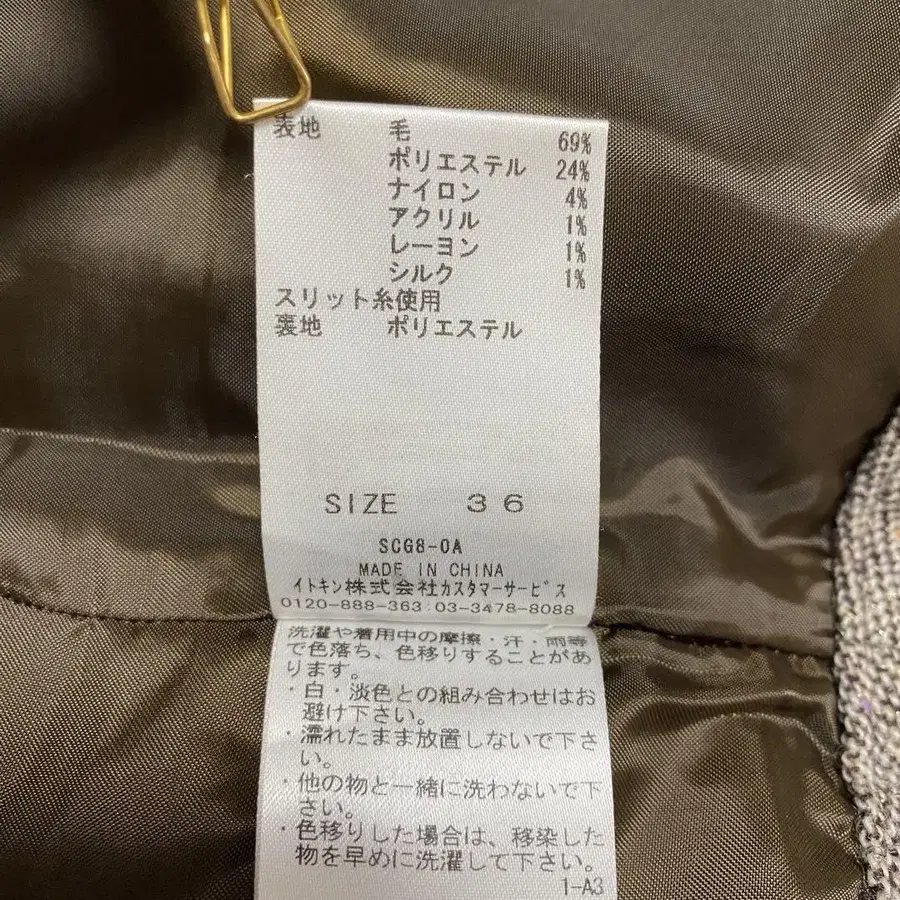 表地 毛 69%
ポリエステル 24%
ナイロン 4%
アクリル 1%
レーヨン 1%
シルク 1%
スリット糸使用
裏地 ポリエステル
SIZE 36
SCG8-0A
MADE IN CHINA
イトキン株式会社カスタマーサービス
0120-888-363 03-3478-8088
洗濯や着用中の摩擦・汗・雨等
で色落ち、色移りすることがあ
ります。
・白・淡色との組み合わせはお
避け下さい。
・濡れたまま放置しないで下さ
い。
・他の物と一緒に洗わないで下
さい。
・色移りした場合は、移染した
物を早めに洗濯して下さい。
1-A3